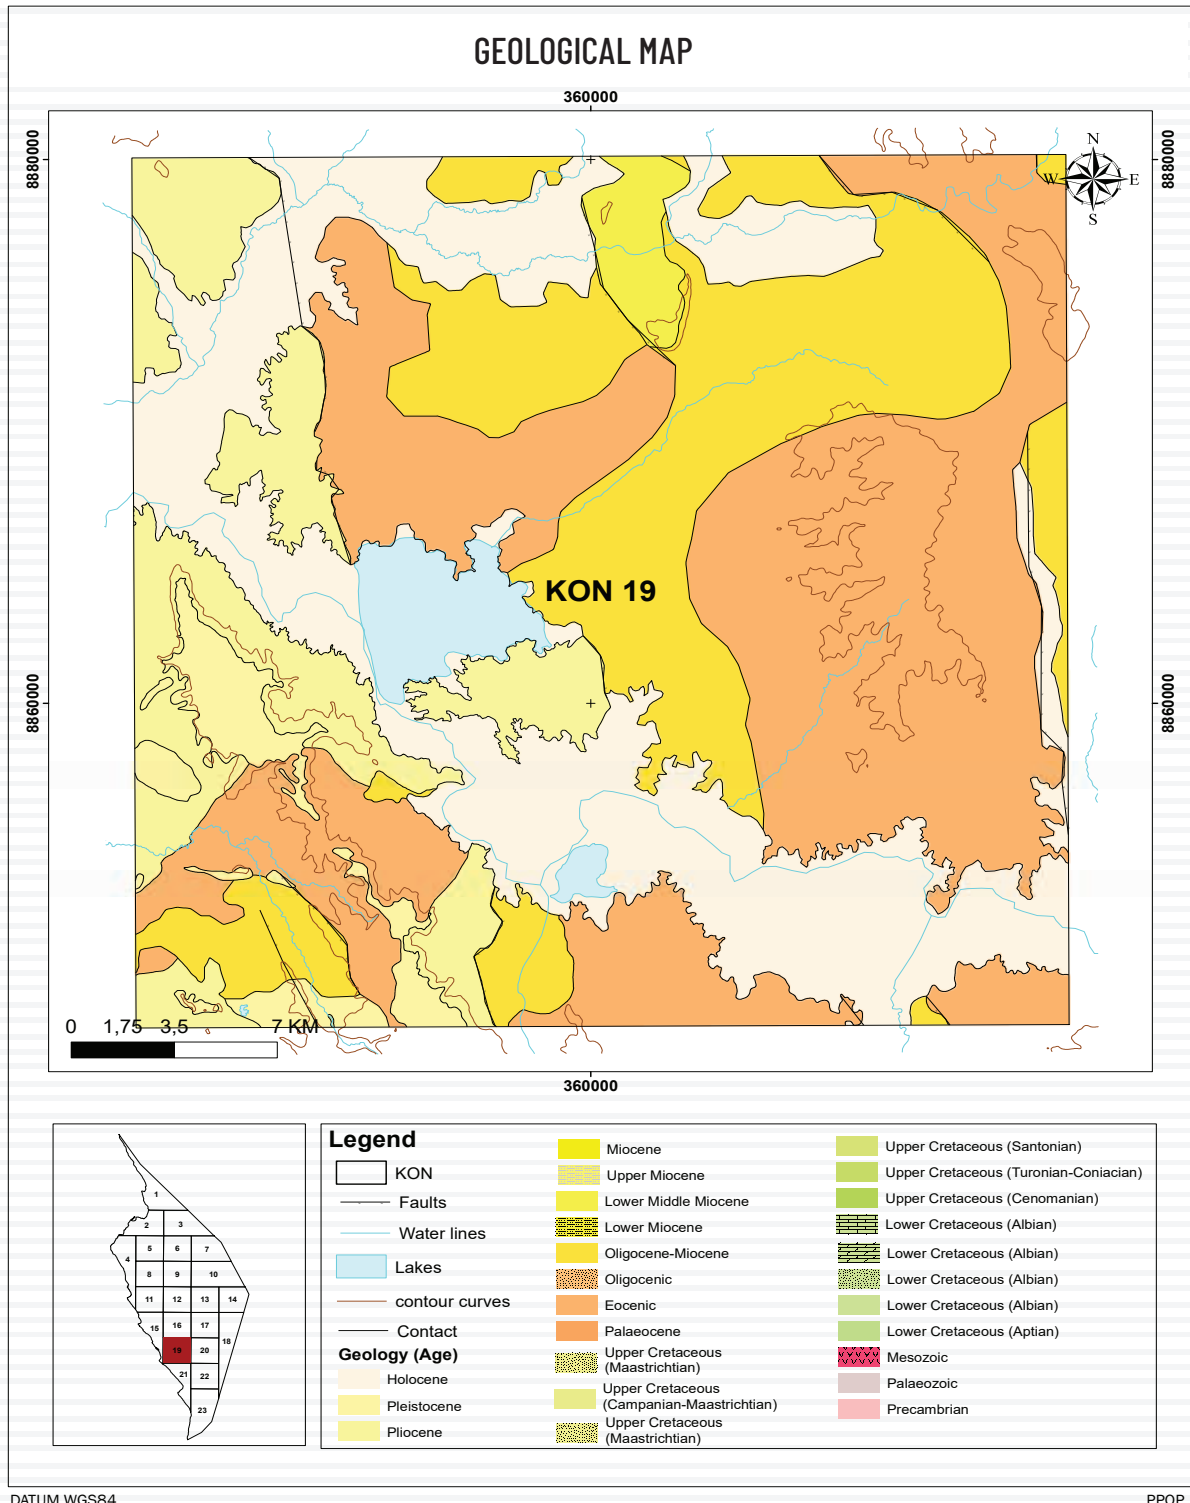 GEOLOGICAL MAP
360000
8880000
8880000
N
W
E
S
KON 19
8860000
8860000
0 1,75 3,5 7 KM
360000
1
2 3
4 5 6 7
8 9 10
11 12 13 14
15 16 17
18
19 20
21 22
23
Legend
KON
Faults
Water lines
Lakes
contour curves
Contact
Geology (Age)
Holocene
Pleistocene
Pliocene
Miocene
Upper Miocene
Lower Middle Miocene
Lower Miocene
Oligocene-Miocene
Oligocenic
Eocenic
Palaeocene
Upper Cretaceous
(Maastrichtian)
Upper Cretaceous
(Campanian-Maastrichtian)
Upper Cretaceous
(Maastrichtian)
Upper Cretaceous (Santonian)
Upper Cretaceous (Turonian-Coniacian)
Upper Cretaceous (Cenomanian)
Lower Cretaceous (Albian)
Lower Cretaceous (Albian)
Lower Cretaceous (Albian)
Lower Cretaceous (Albian)
Lower Cretaceous (Aptian)
Mesozoic
Palaeozoic
Precambrian
DATUM WGS84
PPOP